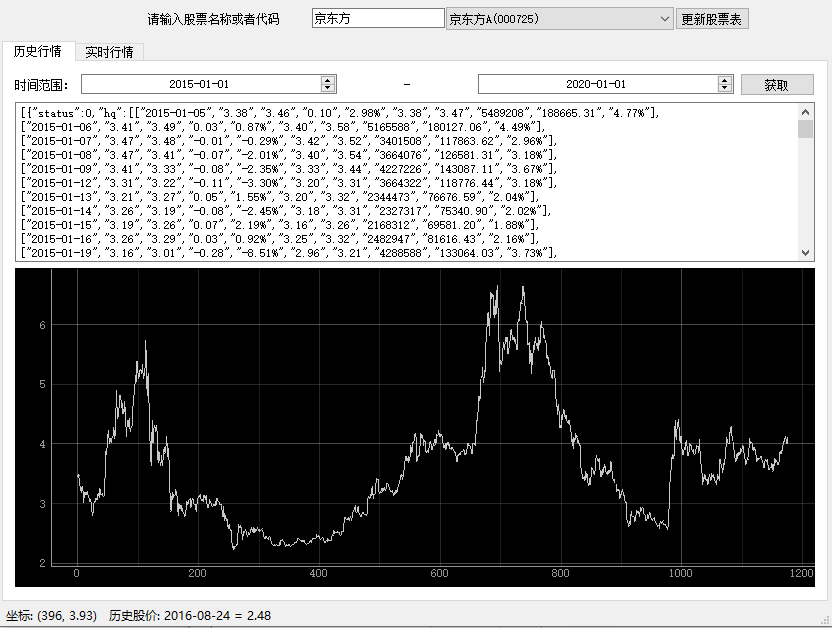 请输入股票名称或者代码 京东方 京东方A(000725) 更新股票表
历史行情 实时行情
时间范围： 2015-01-01 - 2020-01-01 获取
[{"status":0,"hq":[["2015-01-05","3.38","3.46","0.10","2.98%","3.38","3.47","5489208","188665.31","4.77%"],
["2015-01-06","3.41","3.49","0.03","0.87%","3.40","3.58","5165588","180127.06","4.49%"],
["2015-01-07","3.47","3.48","-0.01","-0.29%","3.42","3.52","3401508","117863.62","2.96%"],
["2015-01-08","3.47","3.41","-0.07","-2.01%","3.40","3.54","3664076","126581.31","3.18%"],
["2015-01-09","3.41","3.33","-0.08","-2.35%","3.33","3.44","4227226","143087.11","3.67%"],
["2015-01-12","3.31","3.22","-0.11","-3.30%","3.20","3.31","3664322","118776.44","3.18%"],
["2015-01-13","3.21","3.27","0.05","1.55%","3.20","3.32","2344473","76676.59","2.04%"],
["2015-01-14","3.26","3.19","-0.08","-2.45%","3.18","3.31","2327317","75340.90","2.02%"],
["2015-01-15","3.19","3.26","0.07","2.19%","3.16","3.26","2168312","69581.20","1.88%"],
["2015-01-16","3.26","3.29","0.03","0.92%","3.25","3.32","2482947","81616.43","2.16%"],
["2015-01-19","3.16","3.01","-0.28","-8.51%","2.96","3.21","4288588","133064.03","3.73%"],
6
5
4
3
2
0 200 400 600 800 1000 1200
坐标: (396, 3.93) 历史股价: 2016-08-24 = 2.48